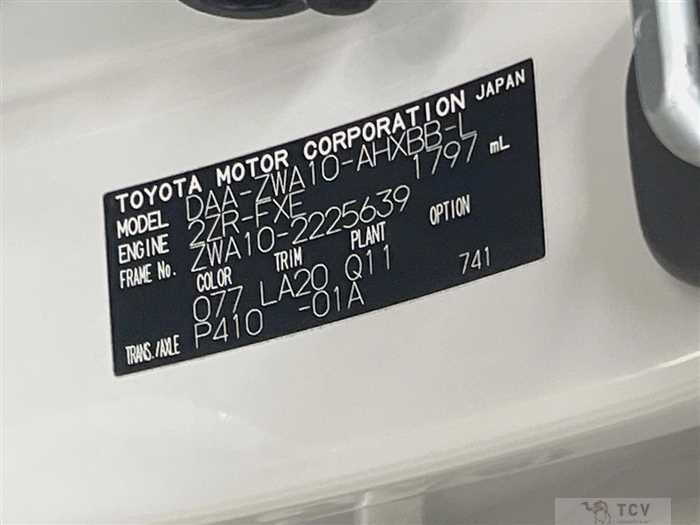 TOYOTA MOTOR CORPORATION JAPAN
MODEL DAA-ZWA10-AHXBB-L
ENGINE 2ZR-FXE 1797 mL
FRAME No. ZWA10-2225639
COLOR TRIM PLANT OPTION
077 LA20 Q11 741
TRANS./AXLE P410 -01A
TCV